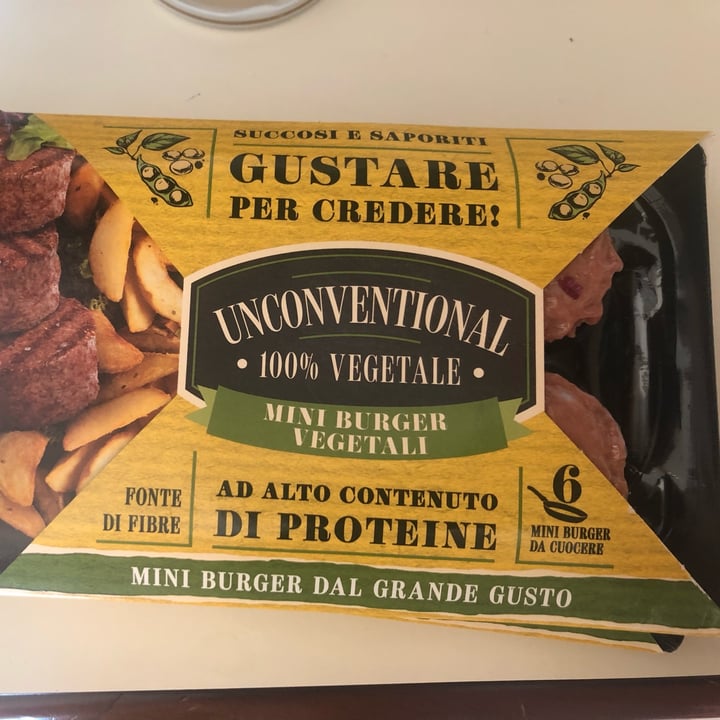 SUCCOSI E SAPORITI
GUSTARE
PER CREDERE!
UNCONVENTIONAL
• 100% VEGETALE •
MINI BURGER
VEGETALI
FONTE
DI FIBRE
AD ALTO CONTENUTO
DI PROTEINE
6
MINI BURGER
DA CUOCERE
MINI BURGER DAL GRANDE GUSTO